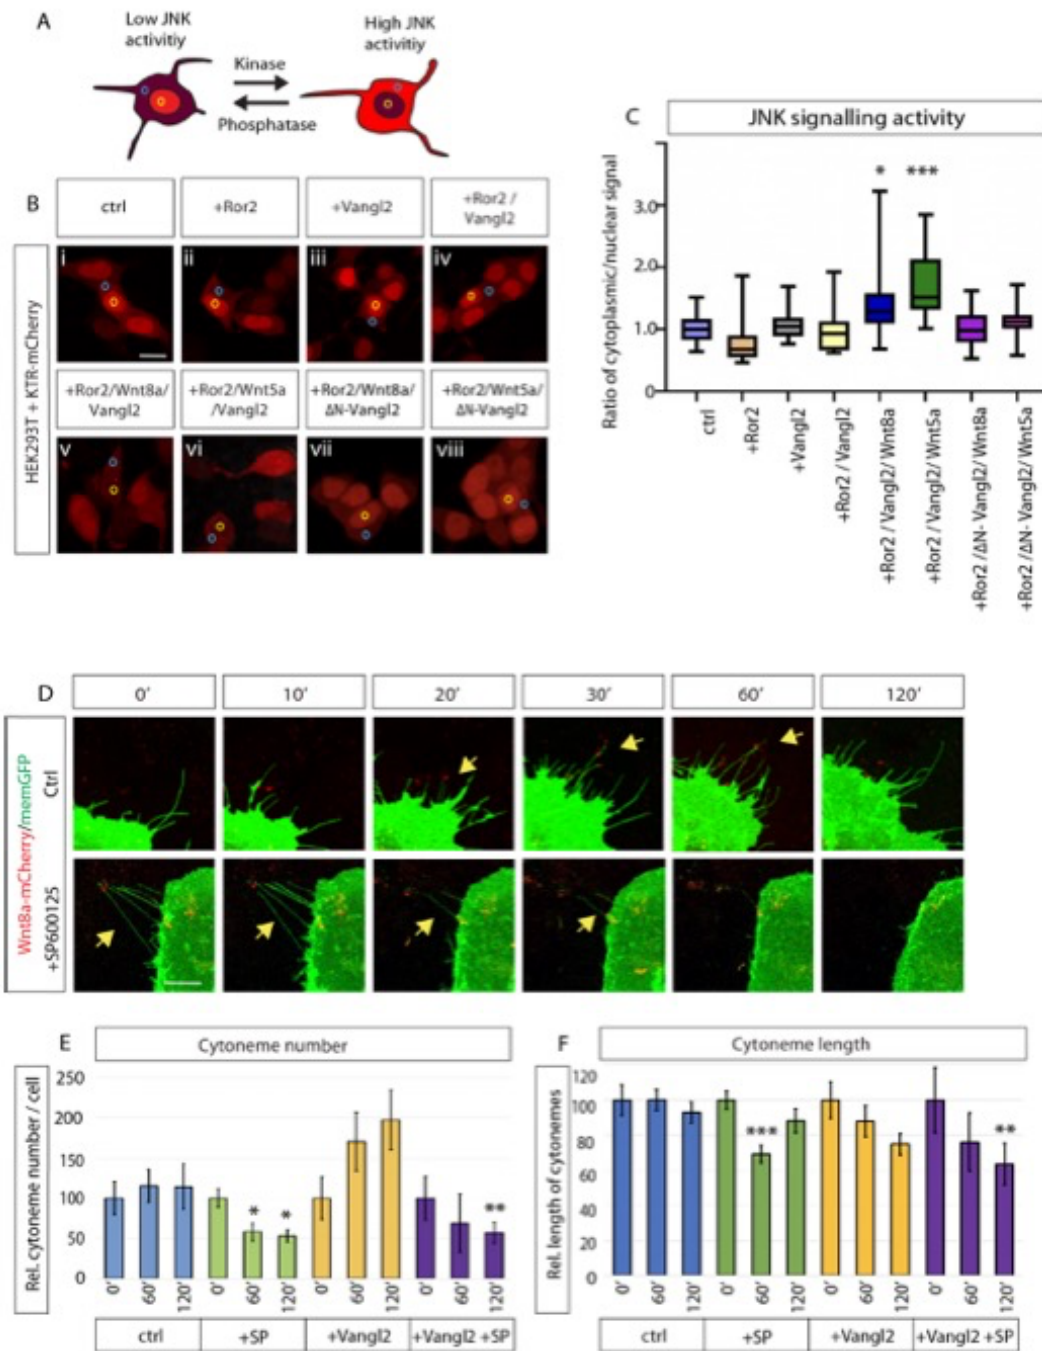 A
Low JNK
activitiy
High JNK
activitiy
Kinase
Phosphatase
B
ctrl
+Ror2
+Vangl2
+Ror2 /
Vangl2
HEK293T + KTR-mCherry
i
ii
iii
iv
+Ror2/Wnt8a/
Vangl2
+Ror2/Wnt5a
/Vangl2
+Ror2/Wnt8a/
ΔN-Vangl2
+Ror2/Wnt5a/
ΔN-Vangl2
v
vi
vii
viii
C
JNK signalling activity
Ratio of cytoplasmic/nuclear signal
3.0
2.0
1.0
0
*
***
ctrl
+Ror2
+Vangl2
+Ror2 / Vangl2
+Ror2 / Vangl2/ Wnt8a
+Ror2 / Vangl2/ Wnt5a
+Ror2 /ΔN- Vangl2/ Wnt8a
+Ror2 /ΔN- Vangl2/ Wnt5a
D
0'
10'
20'
30'
60'
120'
Wnt8a-mCherry/memGFP
Ctrl
+SP600125
E
Cytoneme number
Rel. cytoneme number / cell
250
200
150
100
50
0
*
*
**
0'
60'
120'
0'
60'
120'
0'
60'
120'
0'
60'
120'
ctrl
+SP
+Vangl2
+Vangl2 +SP
F
Cytoneme length
Rel. length of cytonemes
120
100
80
60
40
20
0
***
**
0'
60'
120'
0'
60'
120'
0'
60'
120'
0'
60'
120'
ctrl
+SP
+Vangl2
+Vangl2 +SP